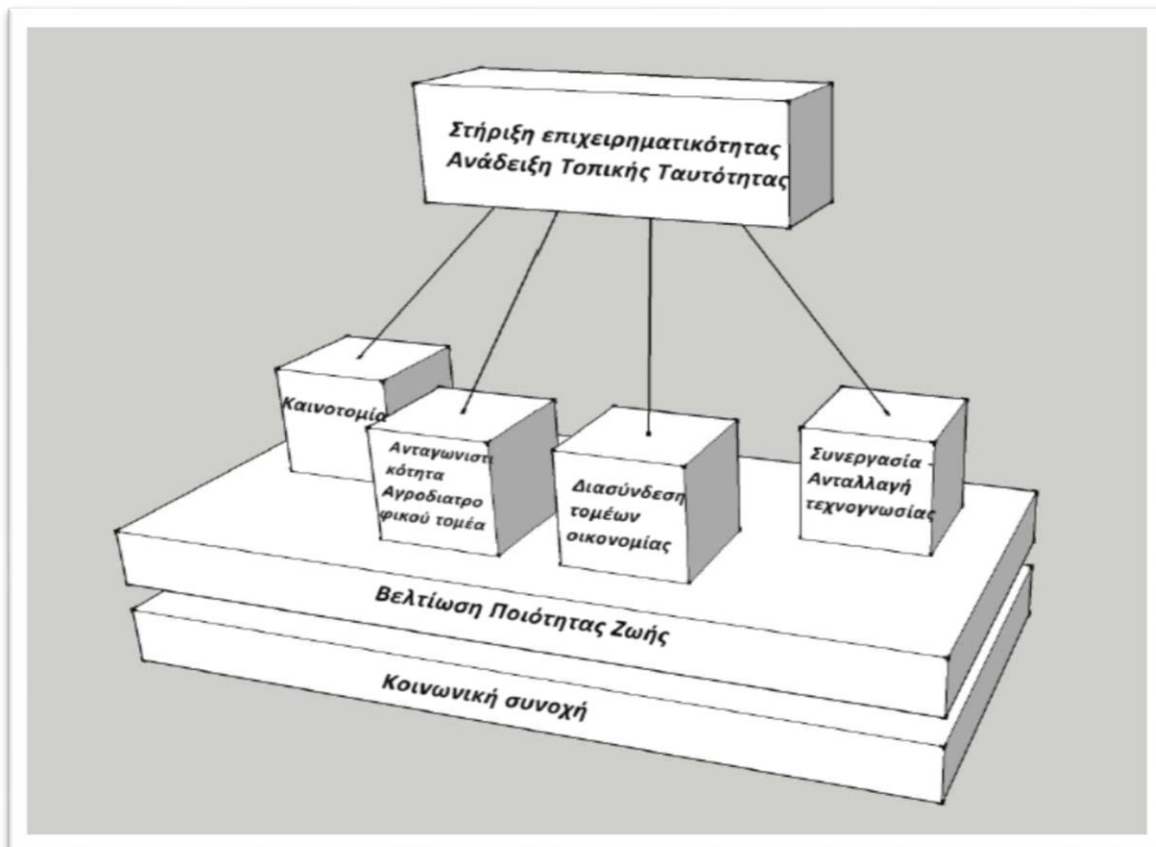 Στήριξη επιχειρηματικότητας
Ανάδειξη Τοπικής Ταυτότητας
Καινοτομία
Ανταγωνιστι
κότητα
Αγροδιατρο
φικού τομέα
Διασύνδεση
τομέων
οικονομίας
Συνεργασία -
Ανταλλαγή
τεχνογνωσίας
Βελτίωση Ποιότητας Ζωής
Κοινωνική συνοχή